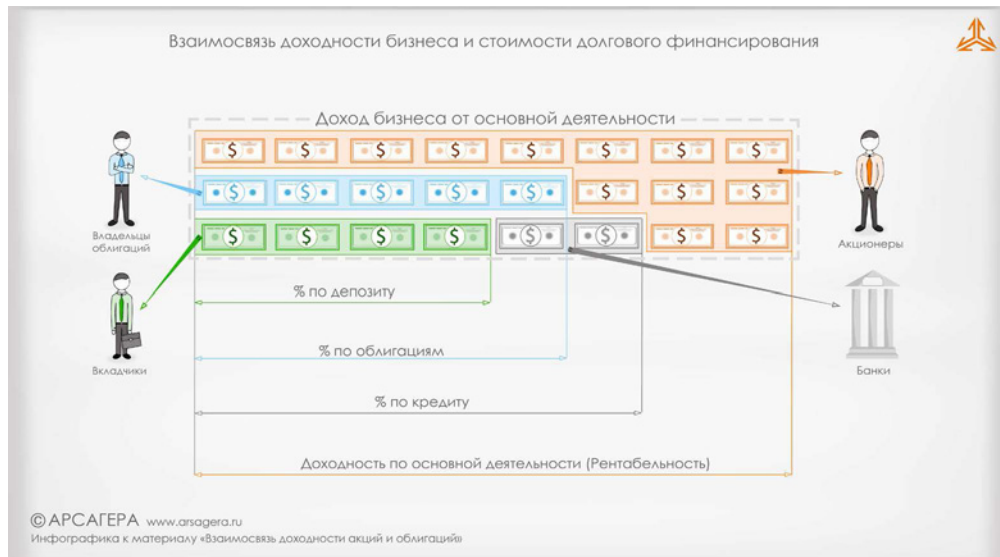 Взаимосвязь доходности бизнеса и стоимости долгового финансирования
Доход бизнеса от основной деятельности
Владельцы
облигаций
Акционеры
% по депозиту
% по облигациям
Вкладчики
Банки
% по кредиту
Доходность по основной деятельности (Рентабельность)
© АРСАГЕРА www.arsagera.ru
Инфографика к материалу «Взаимосвязь доходности акций и облигаций»